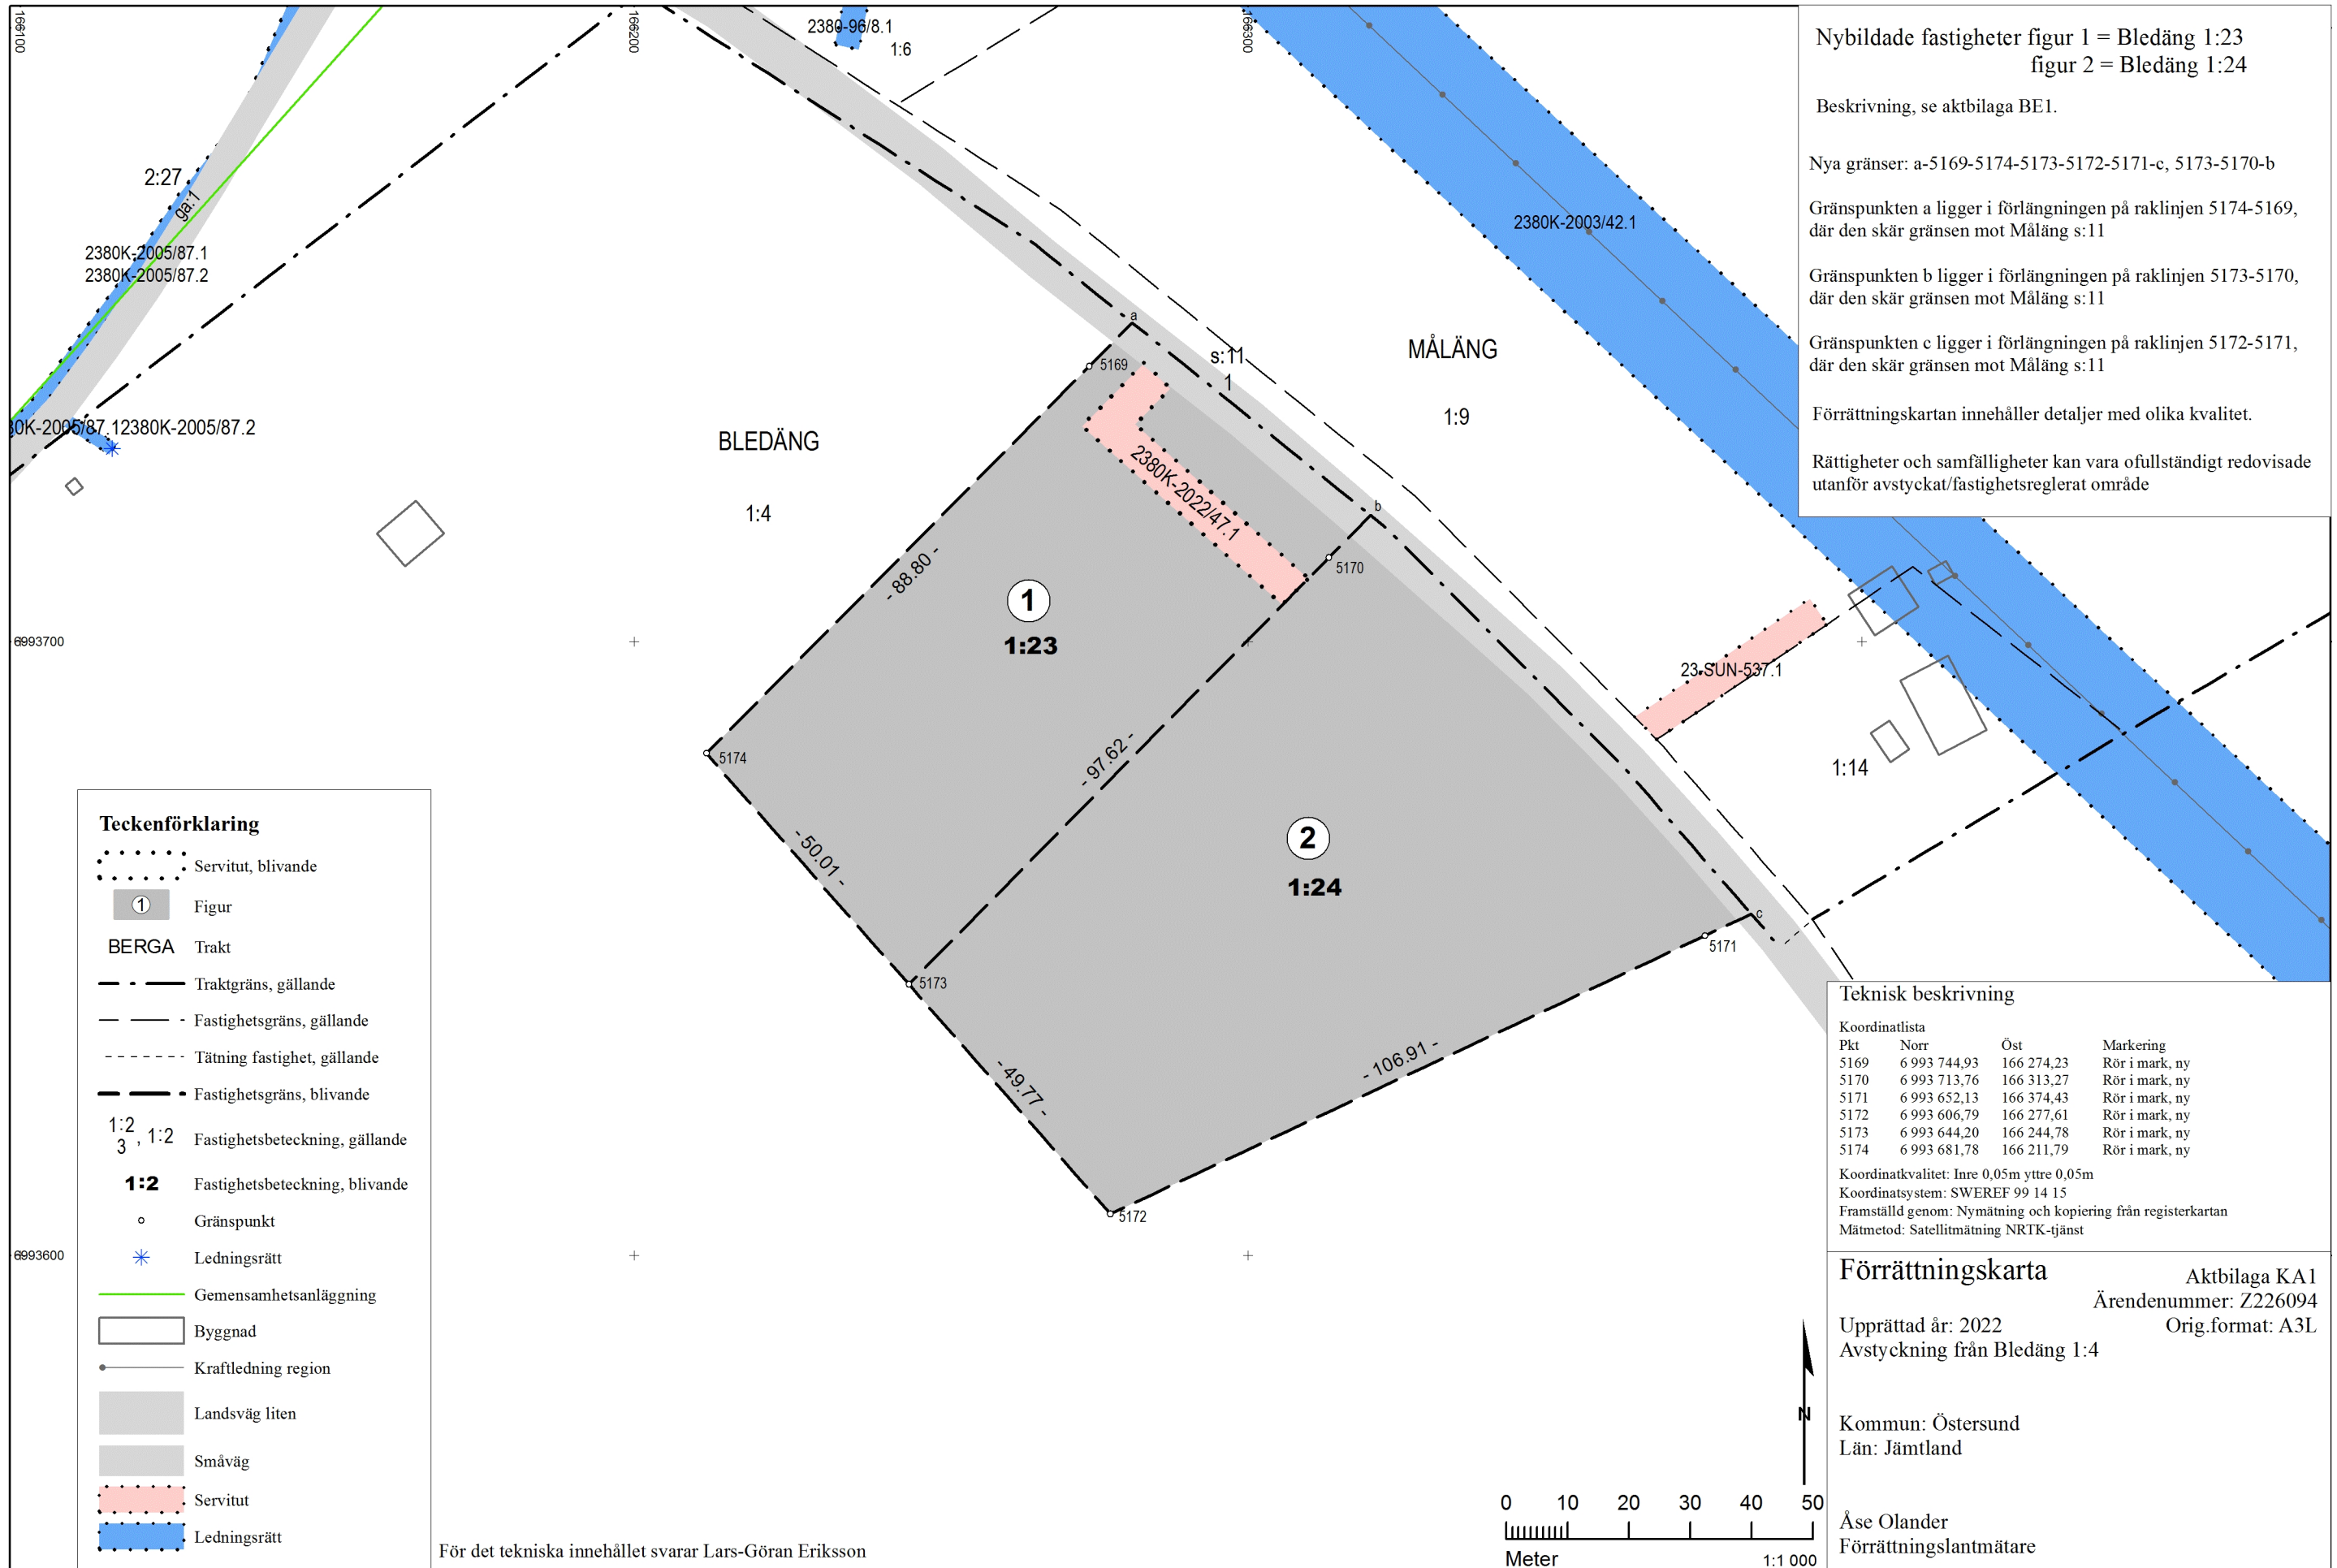 166100
166200
166300
2380-96/8.1
1:6
2:27
ga:1
2380K-2005/87.1
2380K-2005/87.2
0K-2005/87.12380K-2005/87.2
2380K-2003/42.1
MÅLÄNG
1:9
s:11
1
a
5169
BLEDÄNG
1:4
2380K-2022/47.1
b
5170
- 88.80 -
1
1:23
6993700
23-SUN-537.1
1:14
5174
- 97.62 -
- 50.01 -
2
1:24
c
5171
5173
- 49.77 -
- 106.91 -
5172
6993600
Nybildade fastigheter figur 1 = Bledäng 1:23
figur 2 = Bledäng 1:24
Beskrivning, se aktbilaga BE1.
Nya gränser: a-5169-5174-5173-5172-5171-c, 5173-5170-b
Gränspunkten a ligger i förlängningen på raklinjen 5174-5169,
där den skär gränsen mot Måläng s:11
Gränspunkten b ligger i förlängningen på raklinjen 5173-5170,
där den skär gränsen mot Måläng s:11
Gränspunkten c ligger i förlängningen på raklinjen 5172-5171,
där den skär gränsen mot Måläng s:11
Förrättningskartan innehåller detaljer med olika kvalitet.
Rättigheter och samfälligheter kan vara ofullständigt redovisade
utanför avstyckat/fastighetsreglerat område
Teckenförklaring
Servitut, blivande
1 Figur
BERGA Trakt
Traktgräns, gällande
Fastighetsgräns, gällande
Tätning fastighet, gällande
Fastighetsgräns, blivande
1:2
3 , 1:2 Fastighetsbeteckning, gällande
1:2 Fastighetsbeteckning, blivande
Gränspunkt
Ledningsrätt
Gemensamhetsanläggning
Byggnad
Kraftledning region
Landsväg liten
Småväg
Servitut
Ledningsrätt
För det tekniska innehållet svarar Lars-Göran Eriksson
Teknisk beskrivning
Koordinatlista
Pkt Norr Öst Markering
5169 6 993 744,93 166 274,23 Rör i mark, ny
5170 6 993 713,76 166 313,27 Rör i mark, ny
5171 6 993 652,13 166 374,43 Rör i mark, ny
5172 6 993 606,79 166 277,61 Rör i mark, ny
5173 6 993 644,20 166 244,78 Rör i mark, ny
5174 6 993 681,78 166 211,79 Rör i mark, ny
Koordinatkvalitet: Inre 0,05m yttre 0,05m
Koordinatsystem: SWEREF 99 14 15
Framställd genom: Nymätning och kopiering från registerkartan
Mätmetod: Satellitmätning NRTK-tjänst
Förrättningskarta
Aktbilaga KA1
Ärendenummer: Z226094
Upprättad år: 2022 Orig.format: A3L
Avstyckning från Bledäng 1:4
Kommun: Östersund
Län: Jämtland
Åse Olander
Förrättningslantmätare
N
0 10 20 30 40 50
Meter 1:1 000